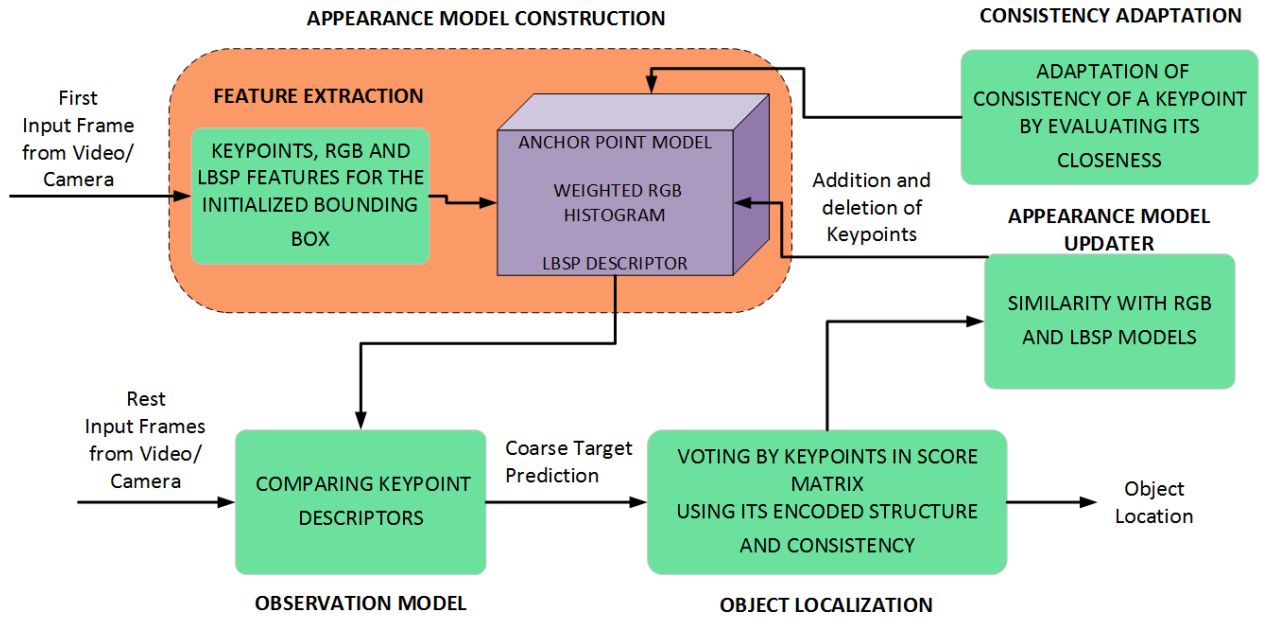 APPEARANCE MODEL CONSTRUCTION
CONSISTENCY ADAPTATION
First
Input Frame
from Video/
Camera
FEATURE EXTRACTION
KEYPOINTS, RGB AND
LBSP FEATURES FOR THE
INITIALIZED BOUNDING
BOX
ANCHOR POINT MODEL
WEIGHTED RGB
HISTOGRAM
LBSP DESCRIPTOR
ADAPTATION OF
CONSISTENCY OF A KEYPOINT
BY EVALUATING ITS
CLOSENESS
Addition and
deletion of
Keypoints
APPEARANCE MODEL
UPDATER
SIMILARITY WITH RGB
AND LBSP MODELS
Rest
Input Frames
from Video/
Camera
COMPARING KEYPOINT
DESCRIPTORS
Coarse Target
Prediction
VOTING BY KEYPOINTS IN SCORE
MATRIX
USING ITS ENCODED STRUCTURE
AND CONSISTENCY
Object
Location
OBSERVATION MODEL
OBJECT LOCALIZATION